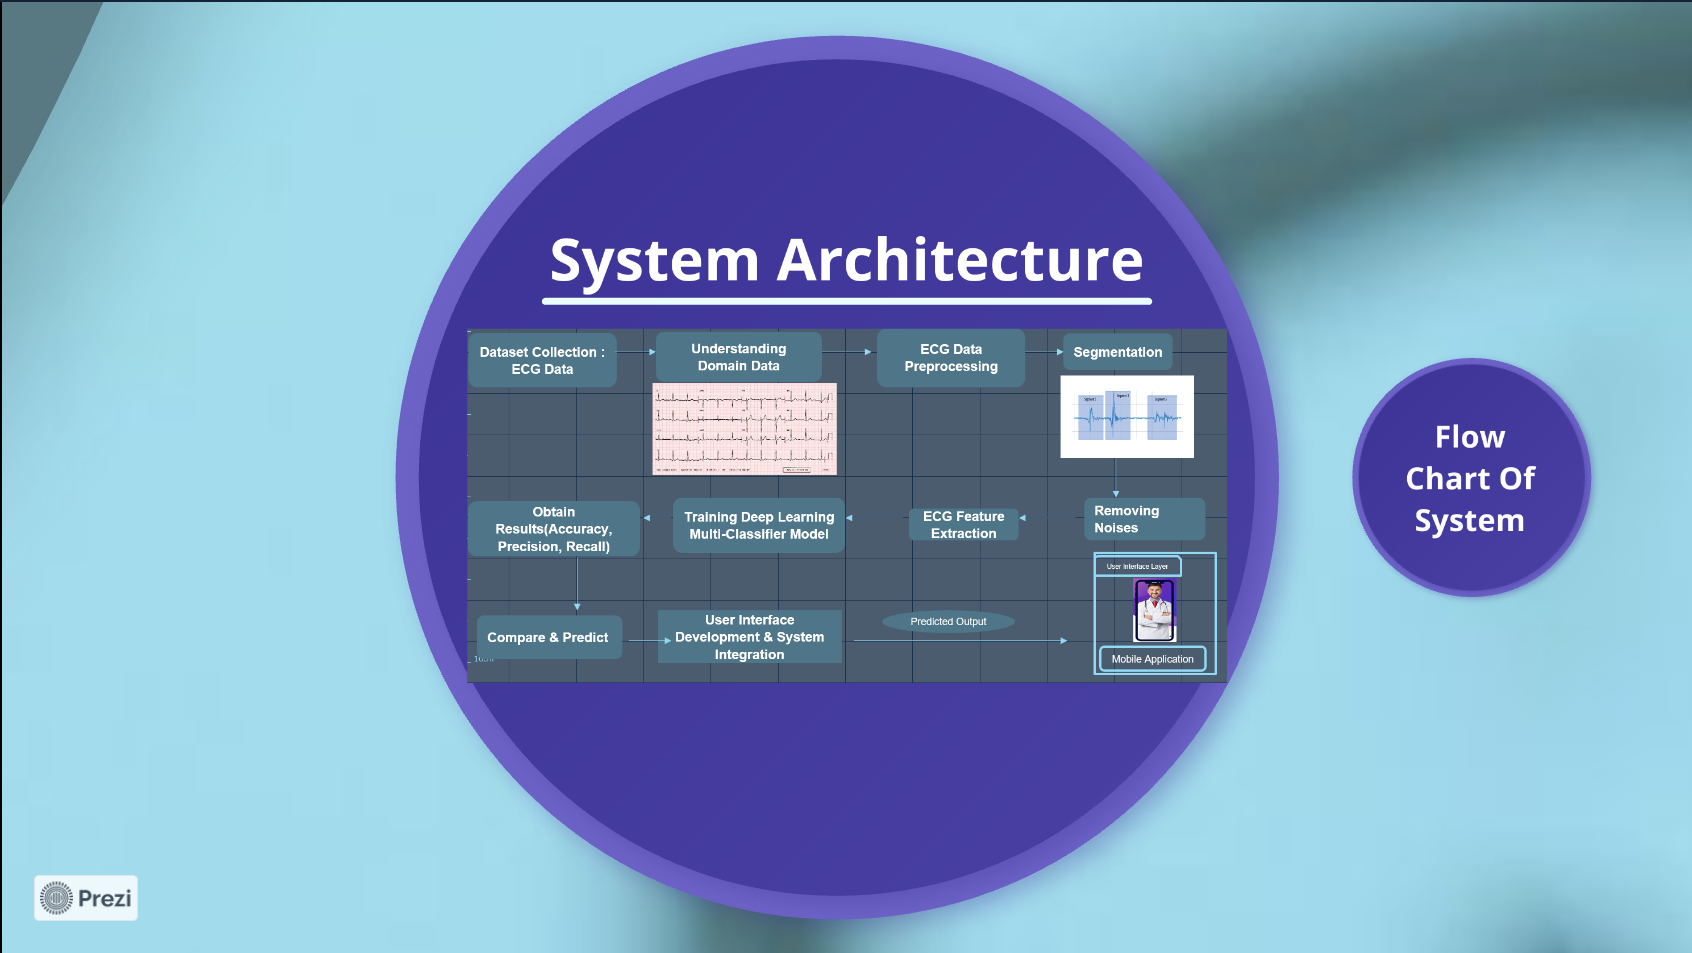 System Architecture
Dataset Collection :
ECG Data
Understanding
Domain Data
ECG Data
Preprocessing
Segmentation
Obtain
Results(Accuracy,
Precision, Recall)
Training Deep Learning
Multi-Classifier Model
ECG Feature
Extraction
Removing
Noises
Compare & Predict
User Interface
Development & System
Integration
Predicted Output
User Interface Layer
Mobile Application
Flow
Chart Of
System
Prezi